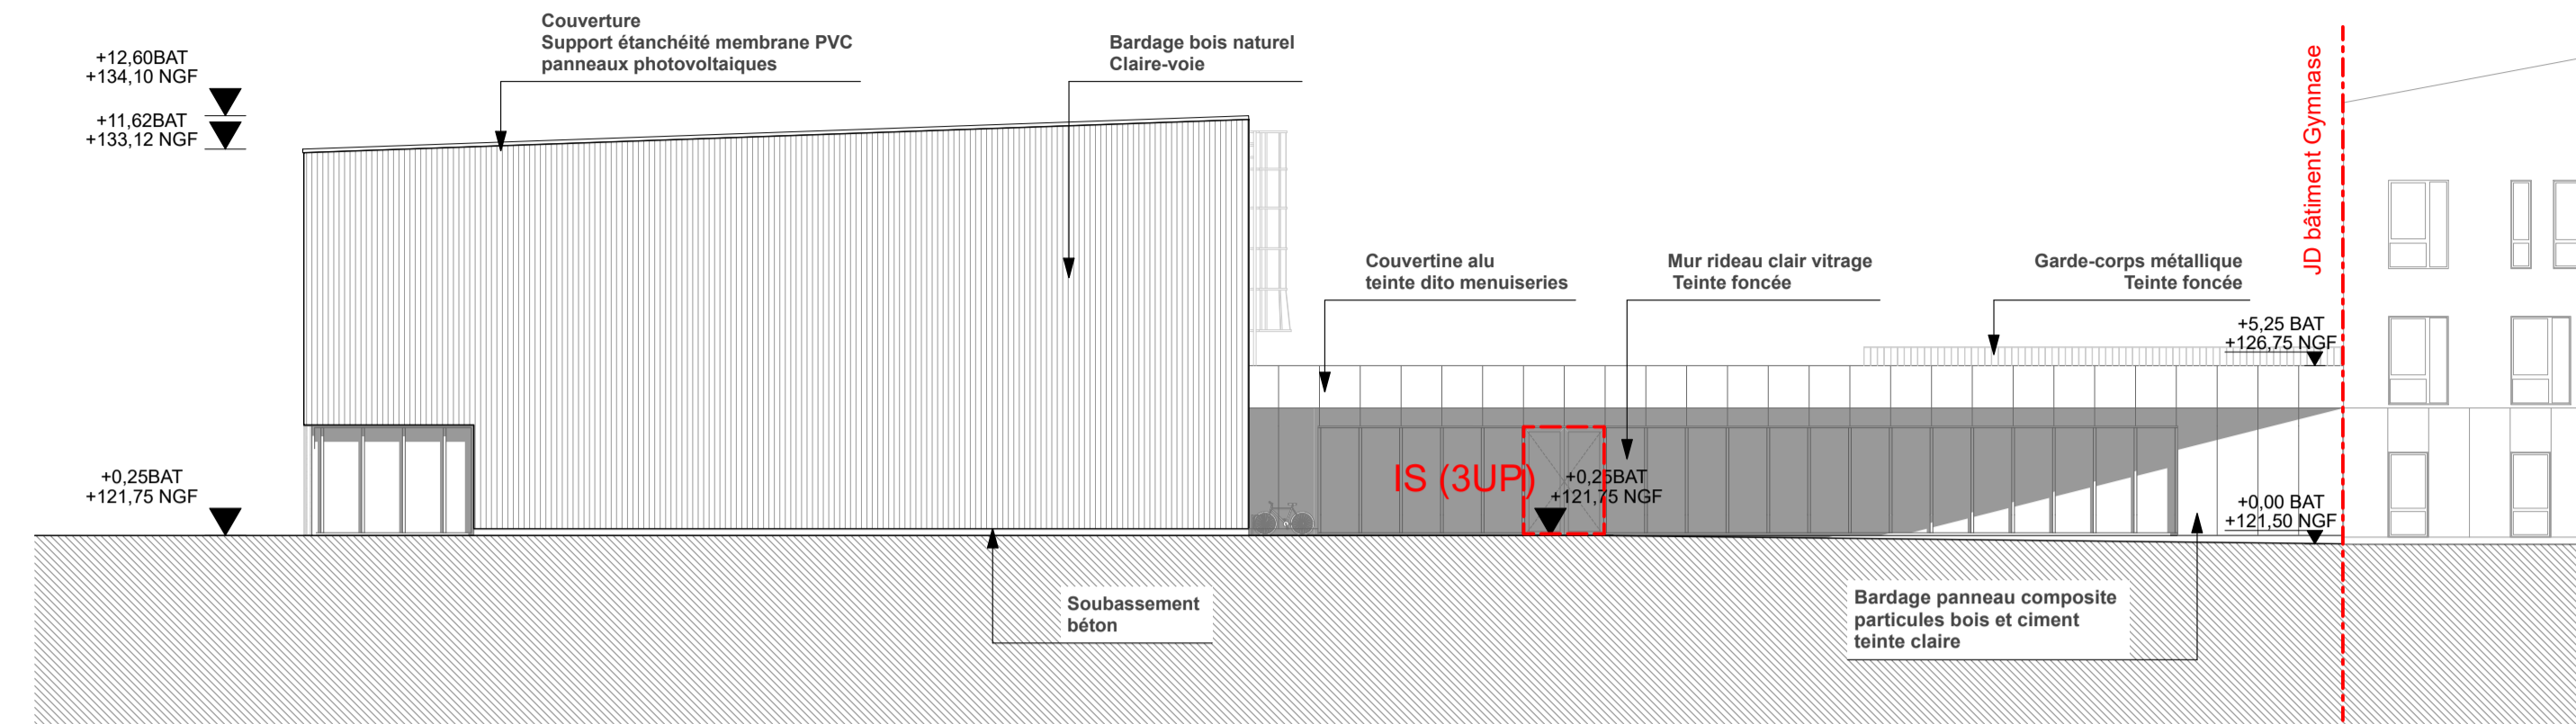 Couverture
Support étanchéité membrane PVC
panneaux photovoltaiques
Bardage bois naturel
Claire-voie
+12,60BAT
+134,10 NGF
+11,62BAT
+133,12 NGF
JD bâtiment Gymnase
Couvertine alu
teinte dito menuiseries
Mur rideau clair vitrage
Teinte foncée
Garde-corps métallique
Teinte foncée
+5,25 BAT
+126,75 NGF
+0,25BAT
+121,75 NGF
IS (3UP)
+0,25BAT
+121,75 NGF
+0,00 BAT
+121,50 NGF
Soubassement
béton
Bardage panneau composite
particules bois et ciment
teinte claire